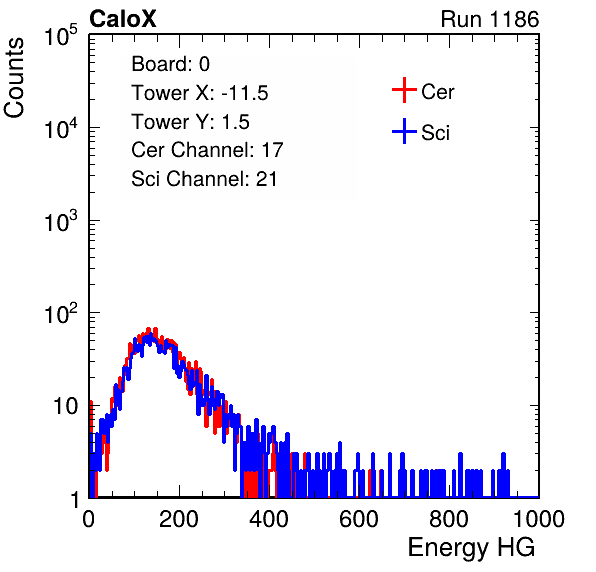 CaloX Run 1186
Counts
10^5
10^4
10^3
10^2
10
1
Board: 0
Tower X: -11.5
Tower Y: 1.5
Cer Channel: 17
Sci Channel: 21
Cer
Sci
0 200 400 600 800 1000
Energy HG